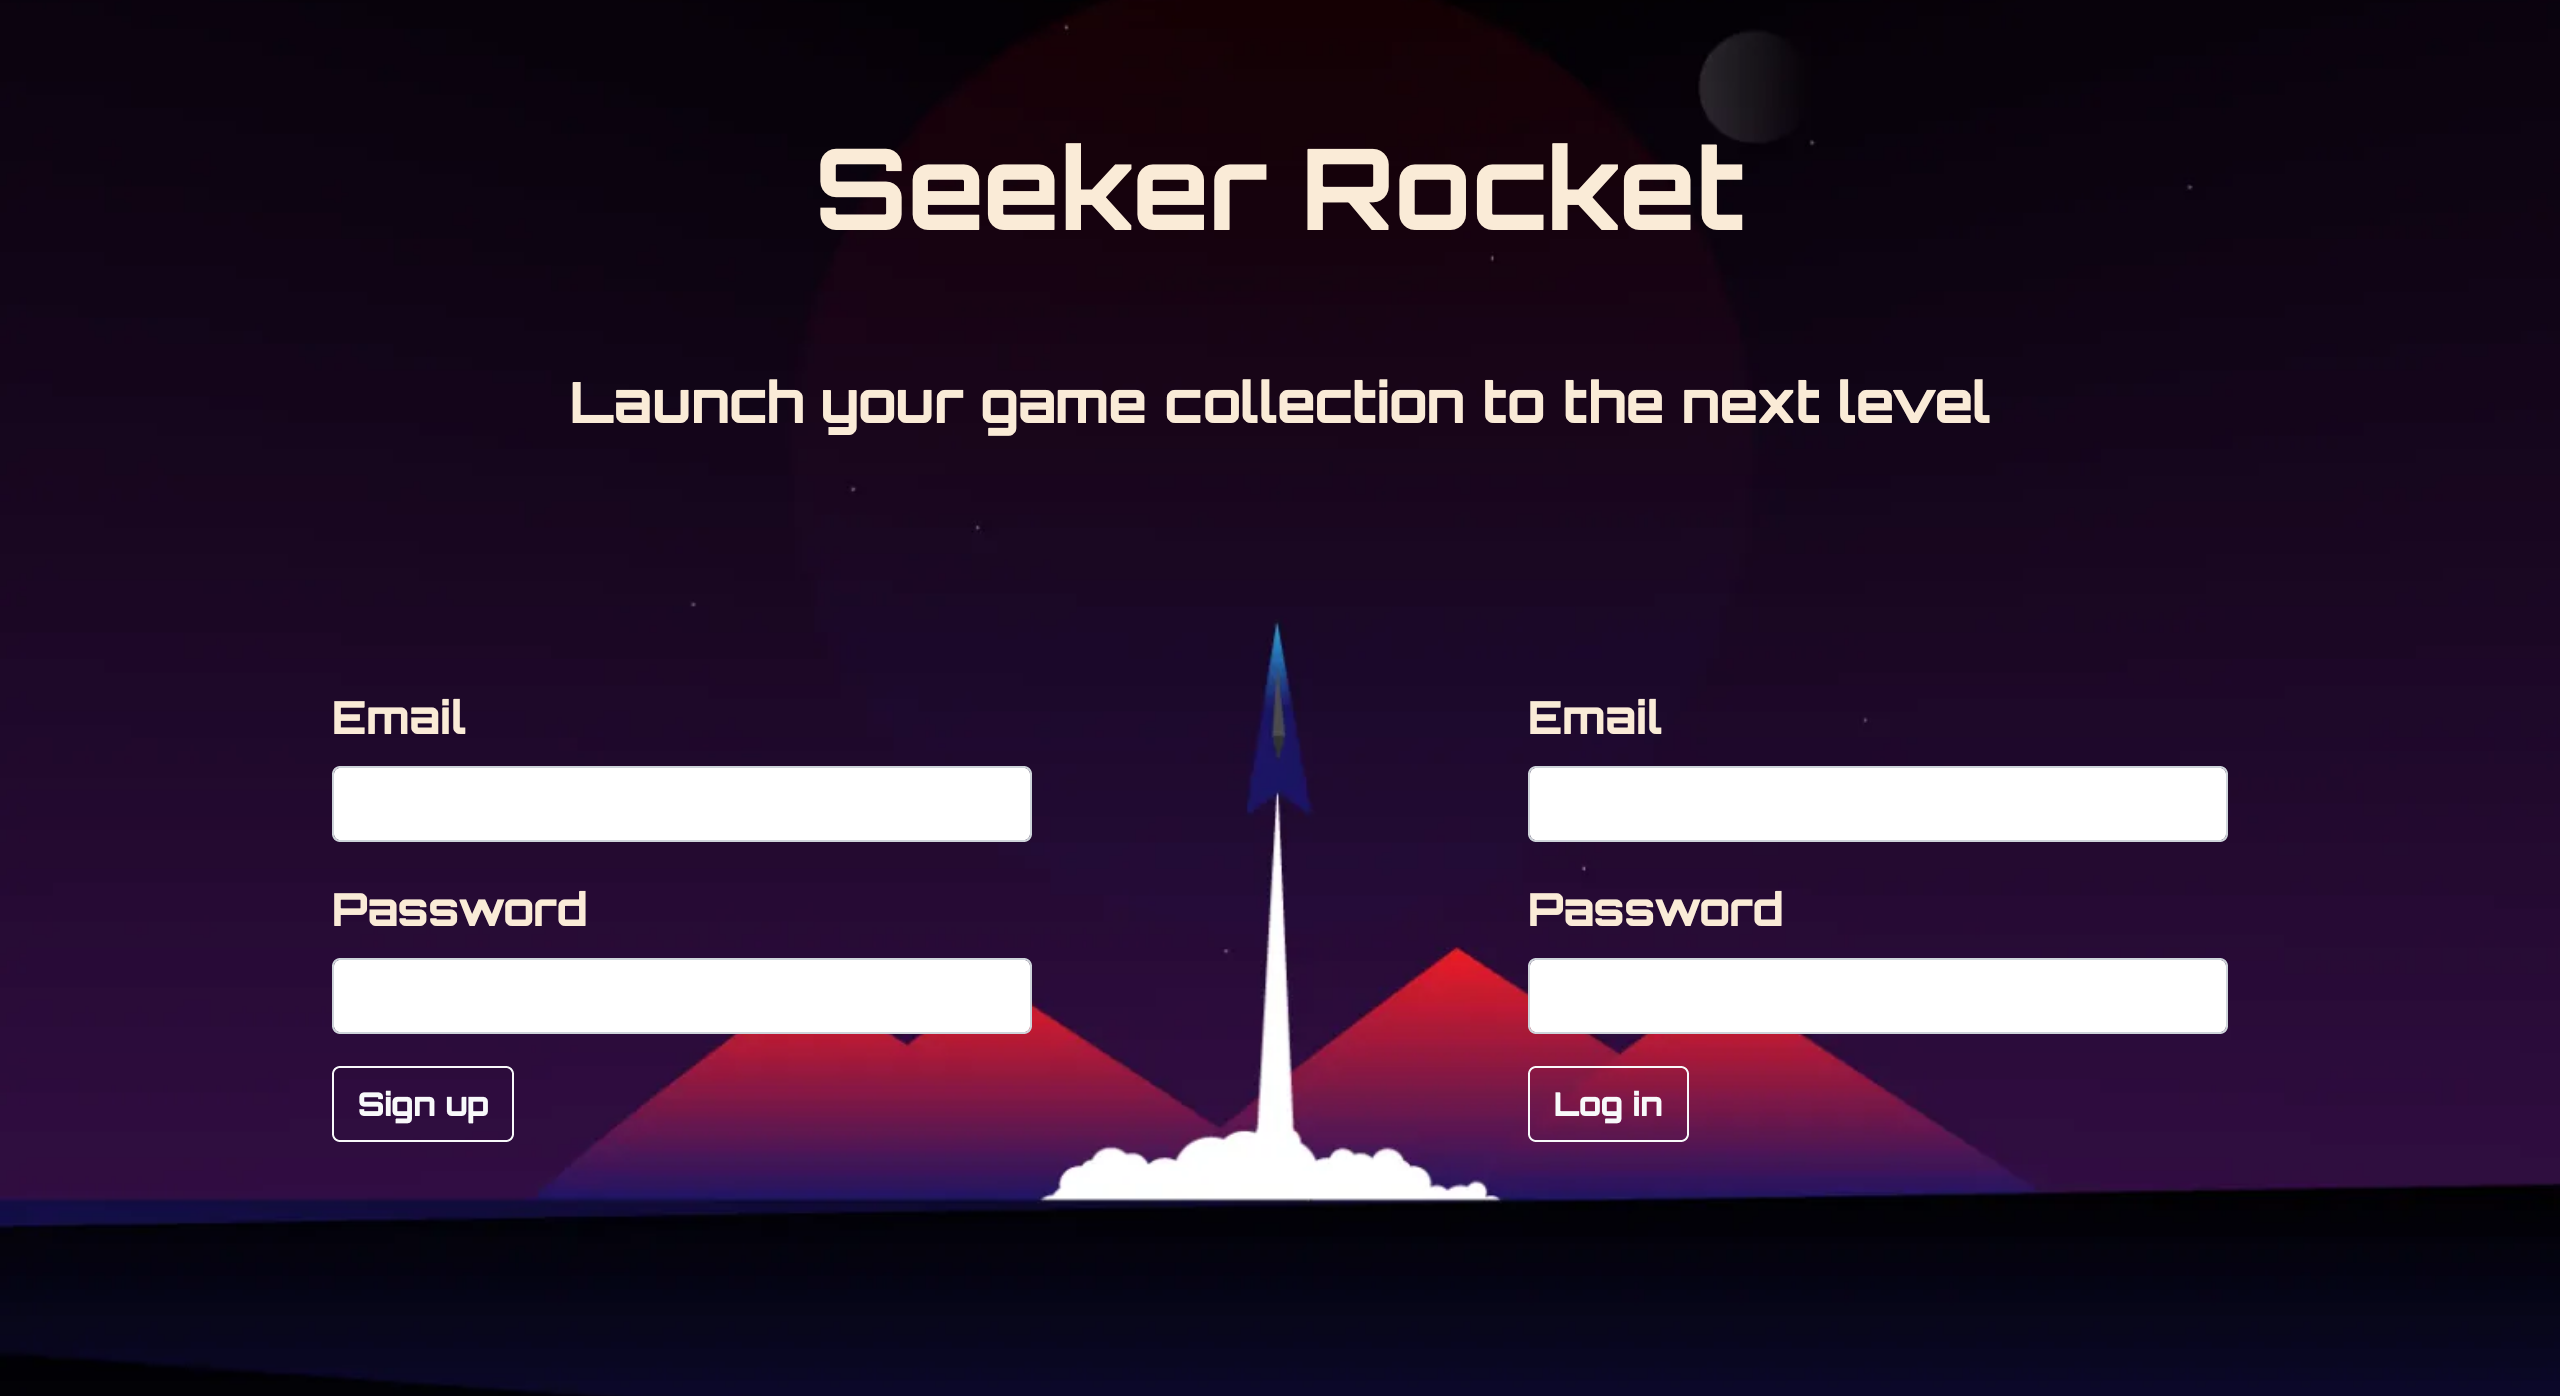 Seeker Rocket
Launch your game collection to the next level
Email
Password
Sign up
Email
Password
Log in